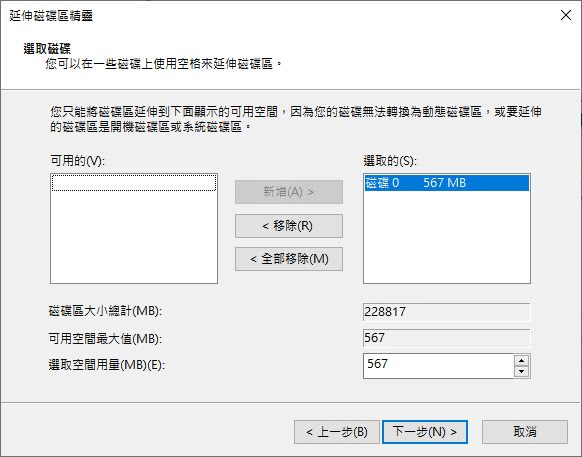 延伸磁碟區精靈
選取磁碟
您可以在一些磁碟上使用空格來延伸磁碟區。
您只能將磁碟區延伸到下面顯示的可用空間，因為您的磁碟無法轉換為動態磁碟區，或要延伸
的磁碟區是開機磁碟區或系統磁碟區。
可用的(V):
選取的(S):
磁碟 0 567 MB
新增(A) >
< 移除(R)
< 全部移除(M)
磁碟區大小總計(MB): 228817
可用空間最大值(MB): 567
選取空間用量(MB)(E): 567
< 上一步(B) 下一步(N) > 取消